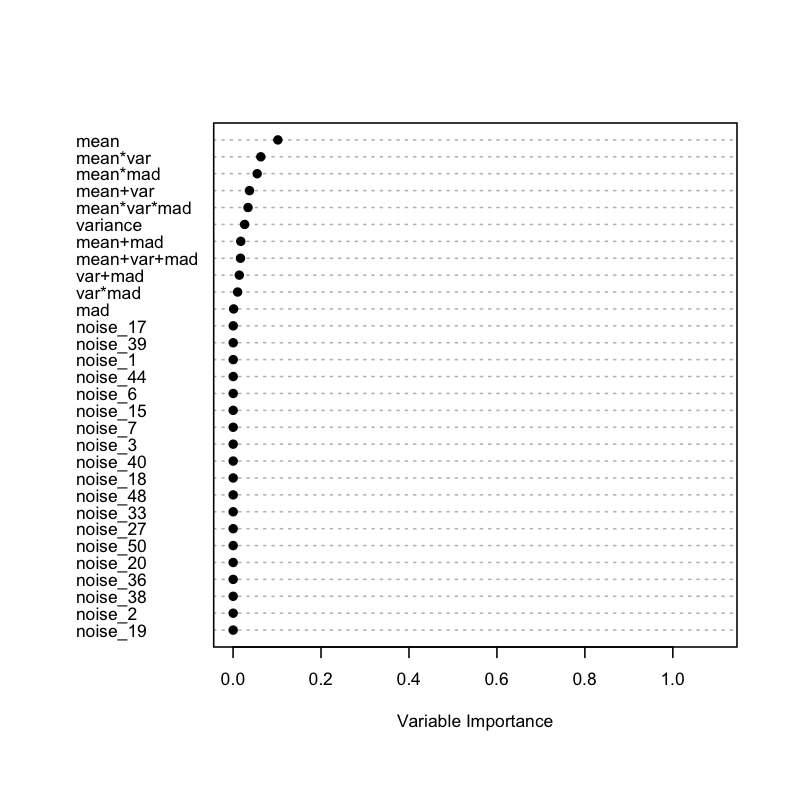 mean
mean*var
mean*mad
mean+var
mean*var*mad
variance
mean+mad
mean+var+mad
var+mad
var*mad
mad
noise_17
noise_39
noise_1
noise_44
noise_6
noise_15
noise_7
noise_3
noise_40
noise_18
noise_48
noise_33
noise_27
noise_50
noise_20
noise_36
noise_38
noise_2
noise_19
0.0 0.2 0.4 0.6 0.8 1.0
Variable Importance